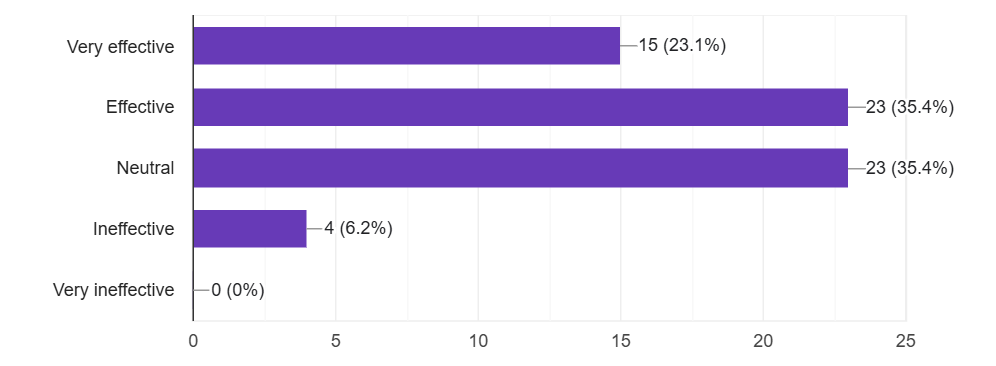 Very effective 15 (23.1%)
Effective 23 (35.4%)
Neutral 23 (35.4%)
Ineffective 4 (6.2%)
Very ineffective 0 (0%)
0 5 10 15 20 25